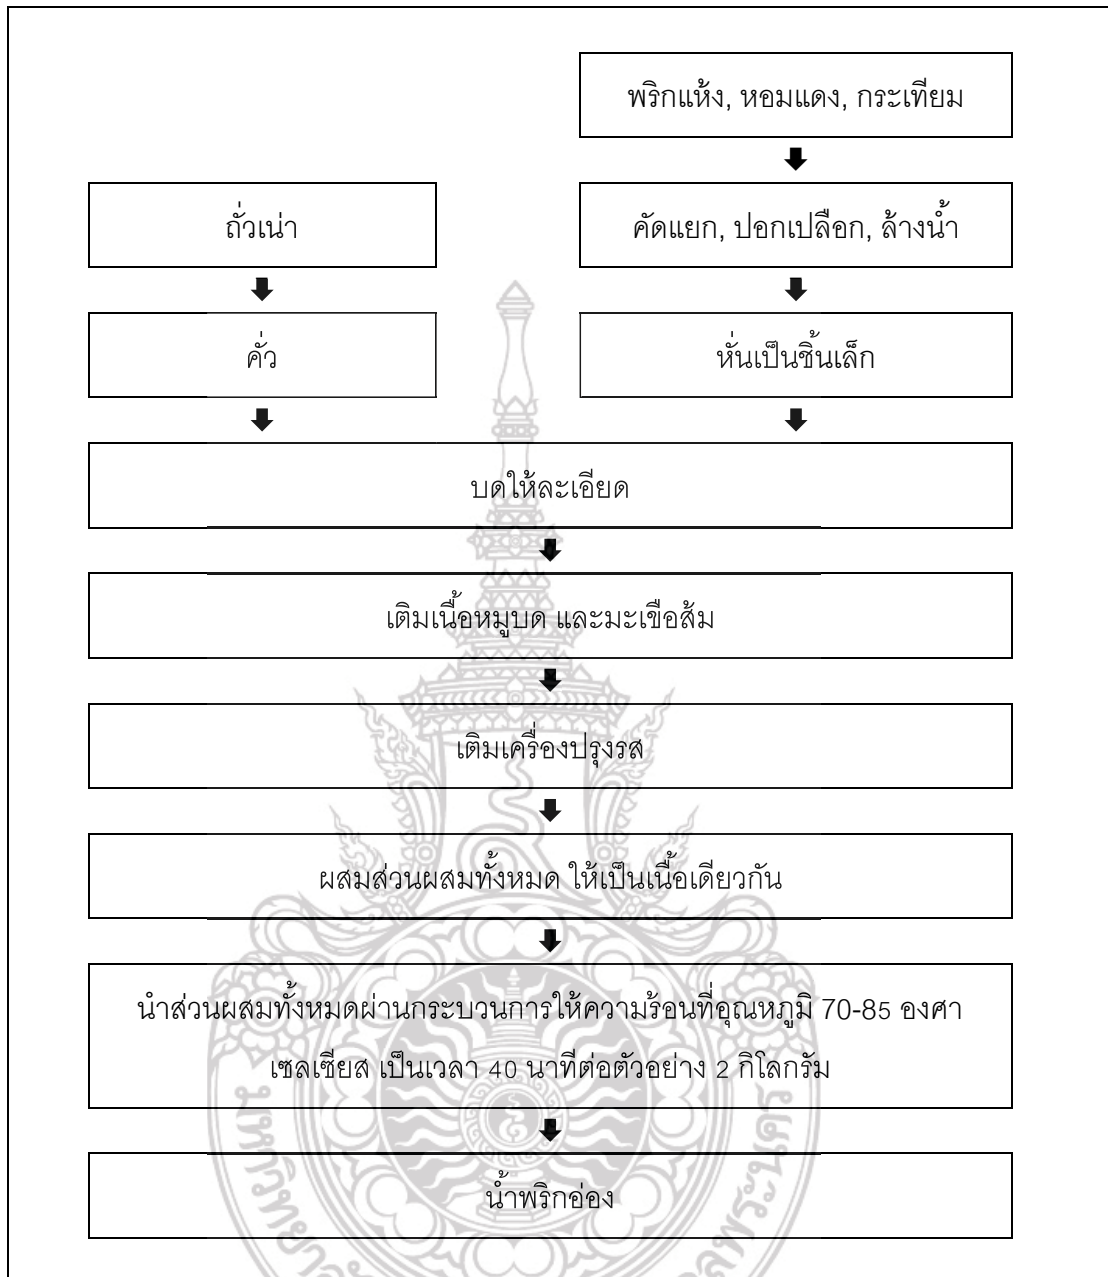 พริกแห้ง, หอมแดง, กระเทียม
ถั่วเน่า
คัดแยก, ปอกเปลือก, ล้างน้ำ
คั่ว
หั่นเป็นชิ้นเล็ก
บดให้ละเอียด
เติมเนื้อหมูบด และมะเขือส้ม
เติมเครื่องปรุงรส
ผสมส่วนผสมทั้งหมด ให้เป็นเนื้อเดียวกัน
นำส่วนผสมทั้งหมดผ่านกระบวนการให้ความร้อนที่อุณหภูมิ 70-85 องศา
เซลเซียส เป็นเวลา 40 นาทีต่อตัวอย่าง 2 กิโลกรัม
น้ำพริกอ่อง